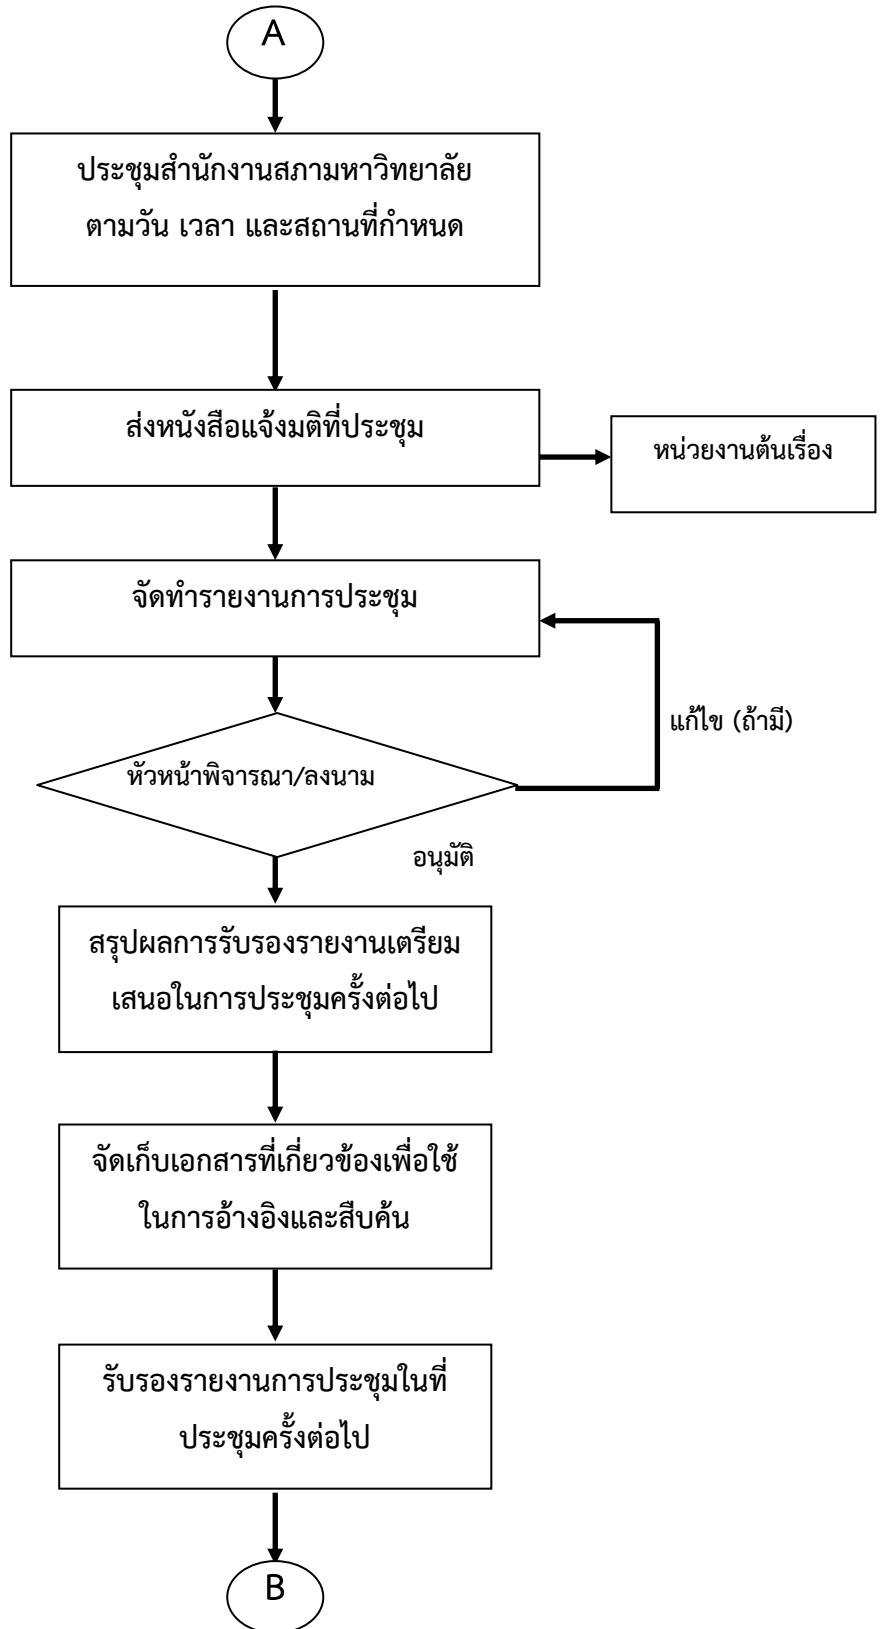 A
ประชุมสำนักงานสภามหาวิทยาลัย
ตามวัน เวลา และสถานที่กำหนด
ส่งหนังสือแจ้งมติที่ประชุม
หน่วยงานต้นเรื่อง
จัดทำรายงานการประชุม
แก้ไข (ถ้ามี)
หัวหน้าพิจารณา/ลงนาม
อนุมัติ
สรุปผลการรับรองรายงานเตรียม
เสนอในการประชุมครั้งต่อไป
จัดเก็บเอกสารที่เกี่ยวข้องเพื่อใช้
ในการอ้างอิงและสืบค้น
รับรองรายงานการประชุมในที่
ประชุมครั้งต่อไป
B